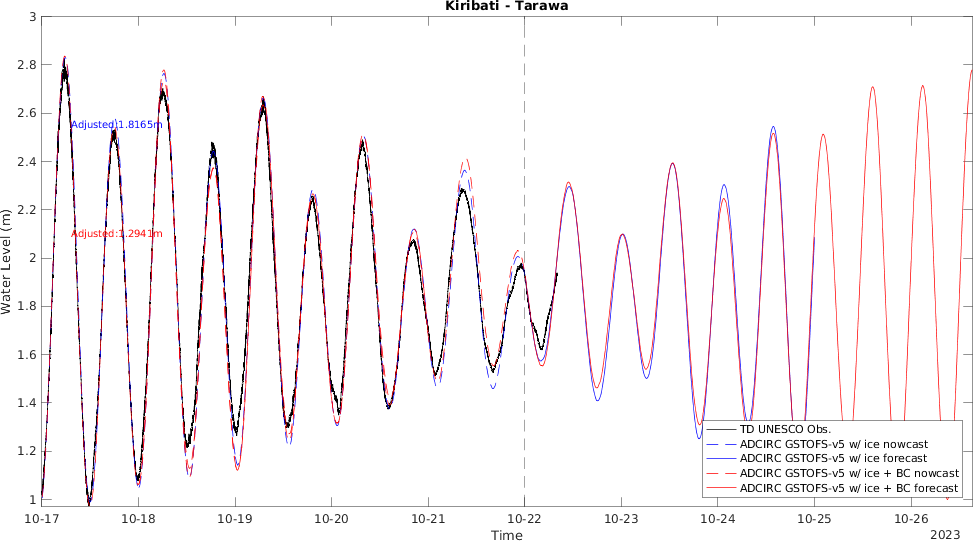 Kiribati - Tarawa
3
2.8
2.6
2.4
2.2
2
1.8
1.6
1.4
1.2
1
Water Level (m)
Adjusted:1.8165m
Adjusted:1.2941m
TD UNESCO Obs.
ADCIRC GSTOFS-v5 w/ ice nowcast
ADCIRC GSTOFS-v5 w/ ice forecast
ADCIRC GSTOFS-v5 w/ ice + BC nowcast
ADCIRC GSTOFS-v5 w/ ice + BC forecast
10-17 10-18 10-19 10-20 10-21 10-22 10-23 10-24 10-25 10-26
Time
2023